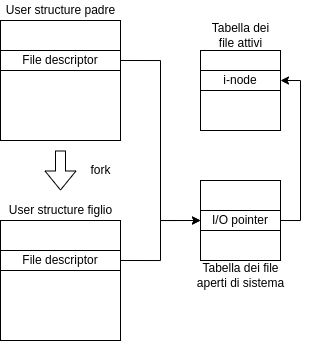 User structure padre
File descriptor
fork
User structure figlio
File descriptor
Tabella dei
file attivi
i-node
I/O pointer
Tabella dei file
aperti di sistema